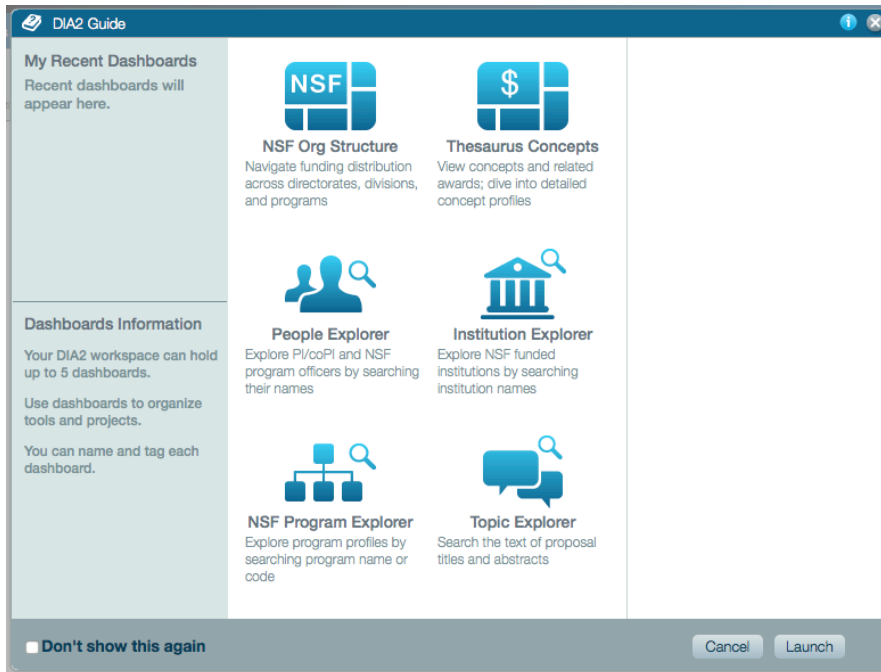 DIA2 Guide
My Recent Dashboards
Recent dashboards will
appear here.
Dashboards Information
Your DIA2 workspace can hold
up to 5 dashboards.
Use dashboards to organize
tools and projects.
You can name and tag each
dashboard.
NSF
NSF Org Structure
Navigate funding distribution
across directorates, divisions,
and programs
$
Thesaurus Concepts
View concepts and related
awards; dive into detailed
concept profiles
People Explorer
Explore PI/coPI and NSF
program officers by searching
their names
Institution Explorer
Explore NSF funded
institutions by searching
institution names
NSF Program Explorer
Explore program profiles by
searching program name or
code
Topic Explorer
Search the text of proposal
titles and abstracts
Don't show this again
Cancel
Launch